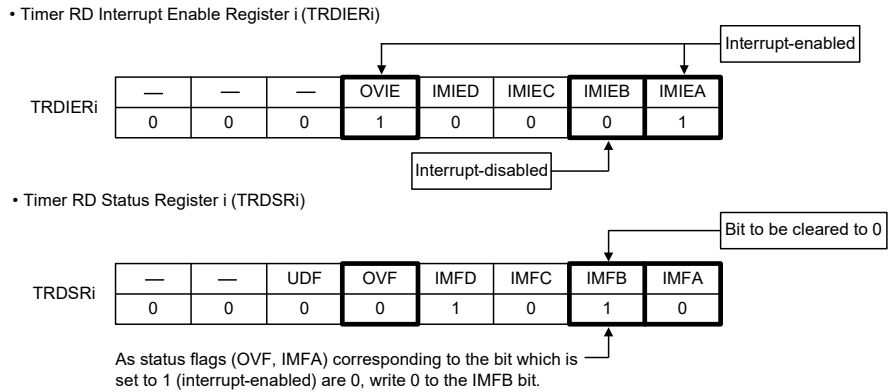 • Timer RD Interrupt Enable Register i (TRDIERi)
Interrupt-enabled
TRDIERi
— — — OVIE IMIED IMIEC IMIEB IMIEA
0 0 0 1 0 0 0 1
Interrupt-disabled
• Timer RD Status Register i (TRDSRi)
Bit to be cleared to 0
TRDSRi
— — UDF OVF IMFD IMFC IMFB IMFA
0 0 0 0 1 0 1 0
As status flags (OVF, IMFA) corresponding to the bit which is
set to 1 (interrupt-enabled) are 0, write 0 to the IMFB bit.